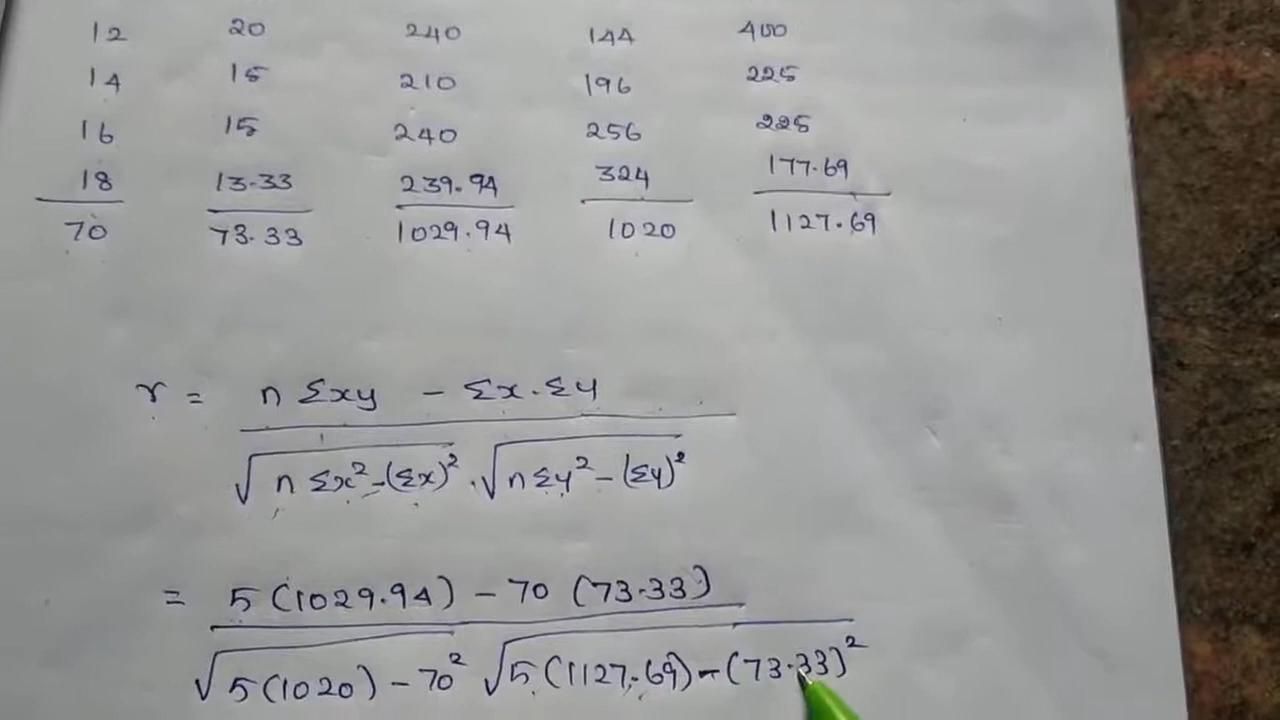 12 20 240 144 400
14 15 210 196 225
16 15 240 256 225
18 13.33 239.94 324 177.69
70 73.33 1029.94 1020 1127.69
r = n Σxy - Σx.Σy
√n Σx² - (Σx)² . √n Σy² - (Σy)²
= 5 (1029.94) - 70 (73.33)
√5(1020) - 70² √5(1127.69) - (73.33)²